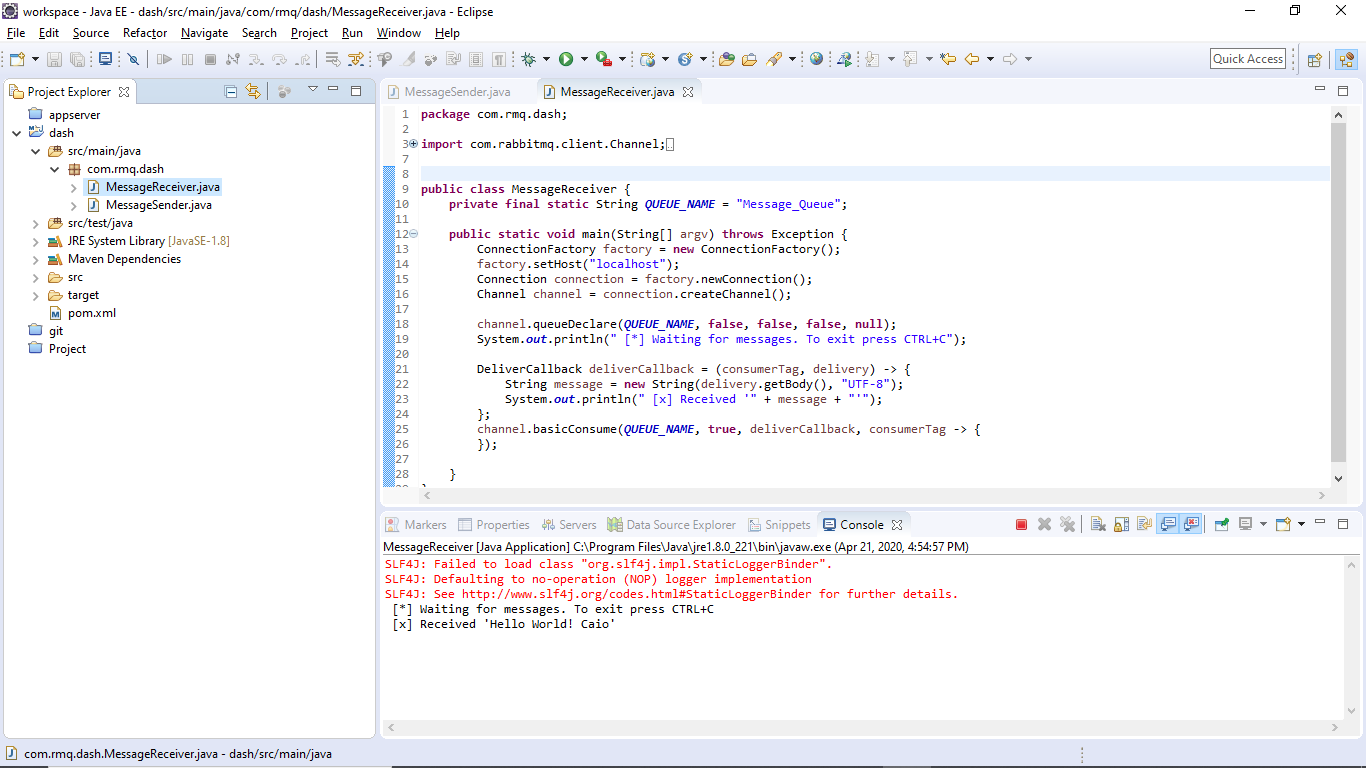 workspace - Java EE - dash/src/main/java/com/rmq/dash/MessageReceiver.java - Eclipse
File Edit Source Refactor Navigate Search Project Run Window Help
Quick Access
Project Explorer
appserver
dash
src/main/java
com.rmq.dash
MessageReceiver.java
MessageSender.java
src/test/java
JRE System Library [JavaSE-1.8]
Maven Dependencies
src
target
pom.xml
git
Project
MessageSender.java MessageReceiver.java
1 package com.rmq.dash;
2
3 import com.rabbitmq.client.Channel;
7
8
9 public class MessageReceiver {
10 private final static String QUEUE_NAME = "Message_Queue";
11
12 public static void main(String[] argv) throws Exception {
13 ConnectionFactory factory = new ConnectionFactory();
14 factory.setHost("localhost");
15 Connection connection = factory.newConnection();
16 Channel channel = connection.createChannel();
17
18 channel.queueDeclare(QUEUE_NAME, false, false, false, null);
19 System.out.println(" [*] Waiting for messages. To exit press CTRL+C");
20
21 DeliverCallback deliverCallback = (consumerTag, delivery) -> {
22 String message = new String(delivery.getBody(), "UTF-8");
23 System.out.println(" [x] Received '" + message + "'");
24 };
25 channel.basicConsume(QUEUE_NAME, true, deliverCallback, consumerTag -> {
26 });
27
28 }
Markers Properties Servers Data Source Explorer Snippets Console
MessageReceiver [Java Application] C:\Program Files\Java\jre1.8.0_221\bin\javaw.exe (Apr 21, 2020, 4:54:57 PM)
SLF4J: Failed to load class "org.slf4j.impl.StaticLoggerBinder".
SLF4J: Defaulting to no-operation (NOP) logger implementation
SLF4J: See http://www.slf4j.org/codes.html#StaticLoggerBinder for further details.
[*] Waiting for messages. To exit press CTRL+C
[x] Received 'Hello World! Caio'
com.rmq.dash.MessageReceiver.java - dash/src/main/java